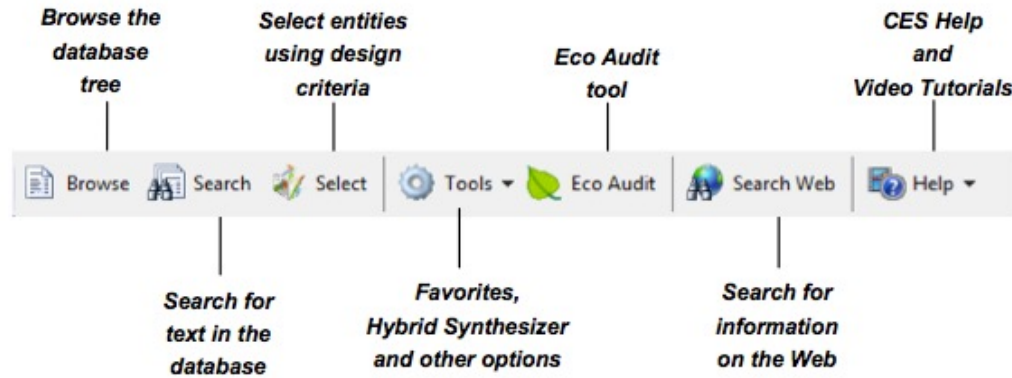 Browse the
database
tree
Select entities
using design
criteria
Eco Audit
tool
CES Help
and
Video Tutorials
Browse
Search
Select
Tools
Eco Audit
Search Web
Help
Search for
text in the
database
Favorites,
Hybrid Synthesizer
and other options
Search for
information
on the Web